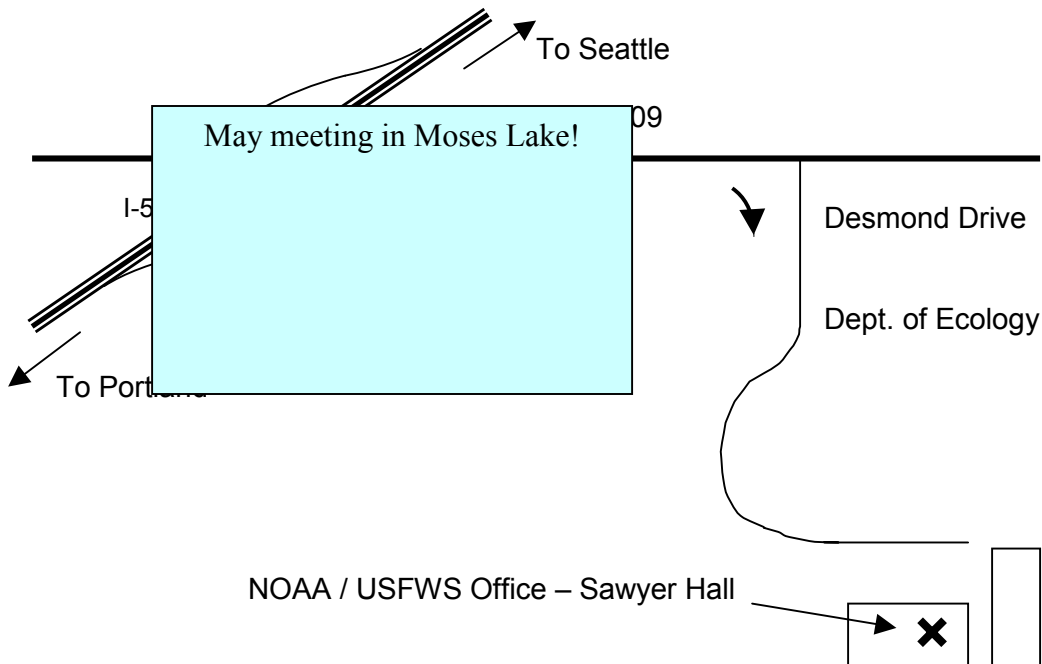 To Seattle
09
May meeting in Moses Lake!
I-5
Desmond Drive
Dept. of Ecology
To Portland
NOAA / USFWS Office – Sawyer Hall